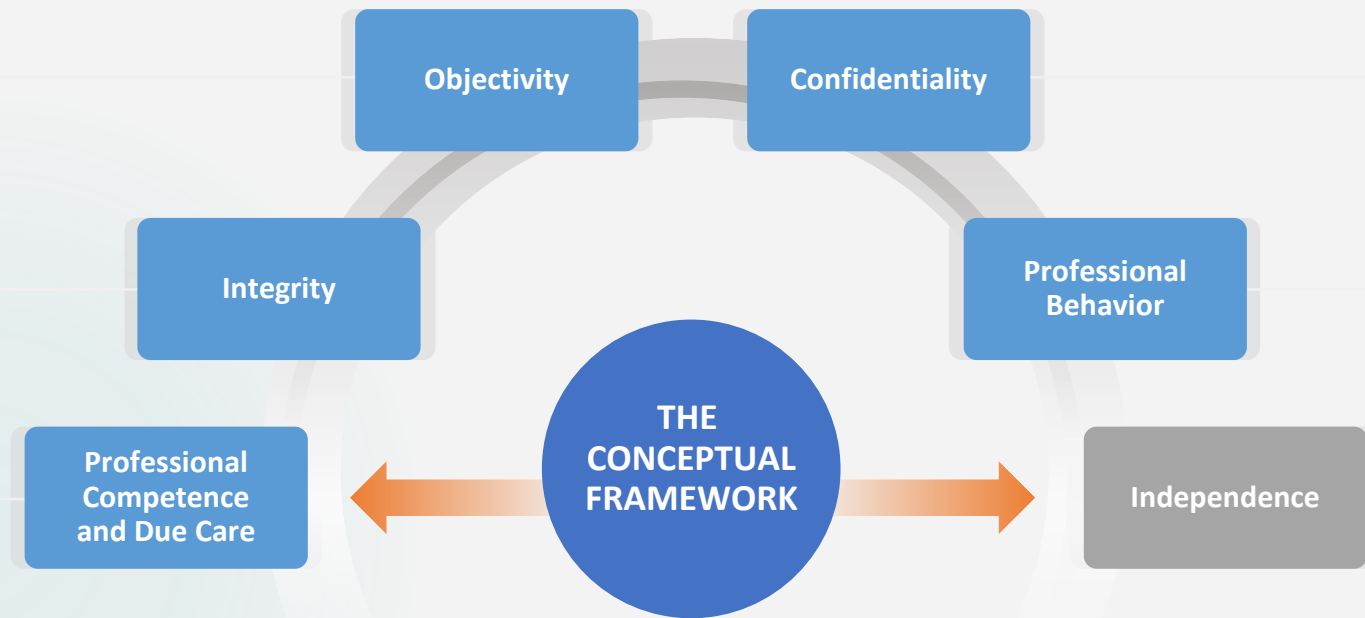 Objectivity
Confidentiality
Integrity
Professional
Behavior
THE
CONCEPTUAL
FRAMEWORK
Professional
Competence
and Due Care
Independence